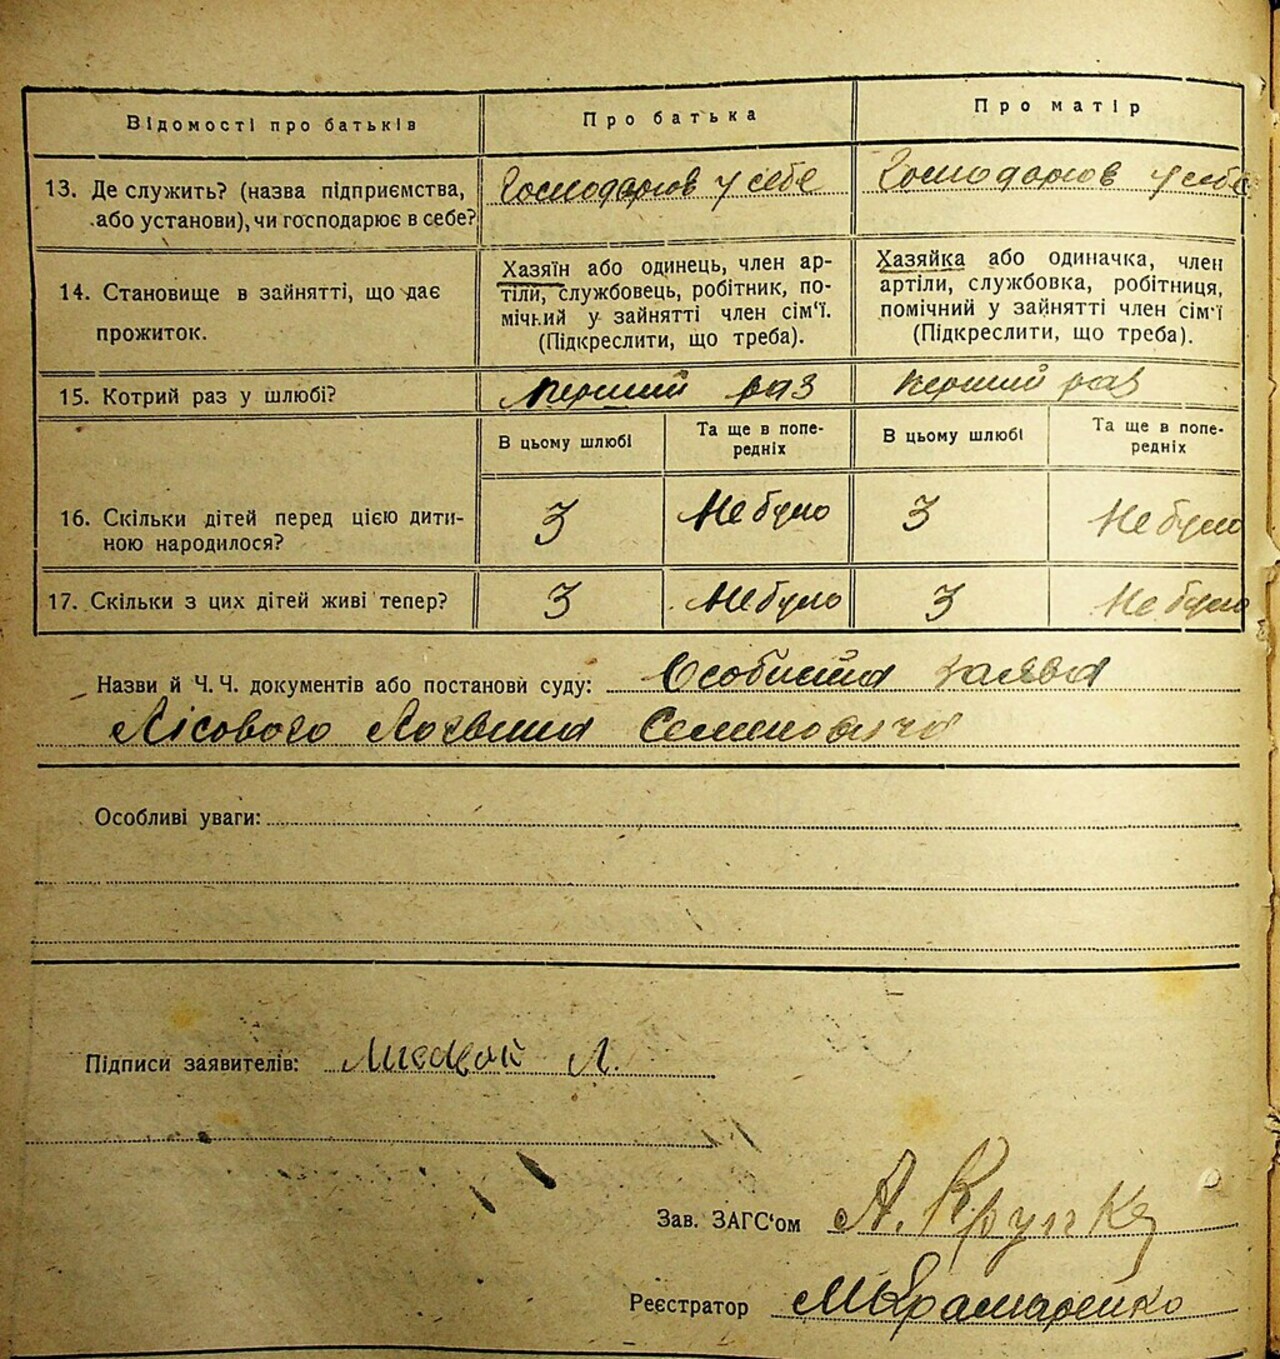 Відомості про батьків
Про батька
Про матір
13. Де служить? (назва підприємства,
або установи), чи господарює в себе?
Господарюв у себе
Господарюв у себе
14. Становище в зайнятті, що дає
прожиток.
Хазяїн або одинець, член ар-
тіли, службовець, робітник, по-
мічний у зайнятті член сім'ї.
(Підкреслити, що треба).
Хазяйка або одиначка, член
артіли, службовка, робітниця,
помічний у зайнятті член сім'ї
(Підкреслити, що треба).
15. Котрий раз у шлюбі?
перший раз
перший раз
В цьому шлюбі
Та ще в попе-
редніх
В цьому шлюбі
Та ще в попе-
редніх
16. Скільки дітей перед цією дити-
ною народилося?
3
Не було
3
Не було
17. Скільки з цих дітей живі тепер?
3
Не було
3
Не було
Назви й Ч. Ч. документів або постанови суду: Особиста заява
Лісового Логвина Семеновича
Особливі уваги:
Підписи заявителів: Л.
Зав. ЗАГС'ом А. Крупка
Реєстратор